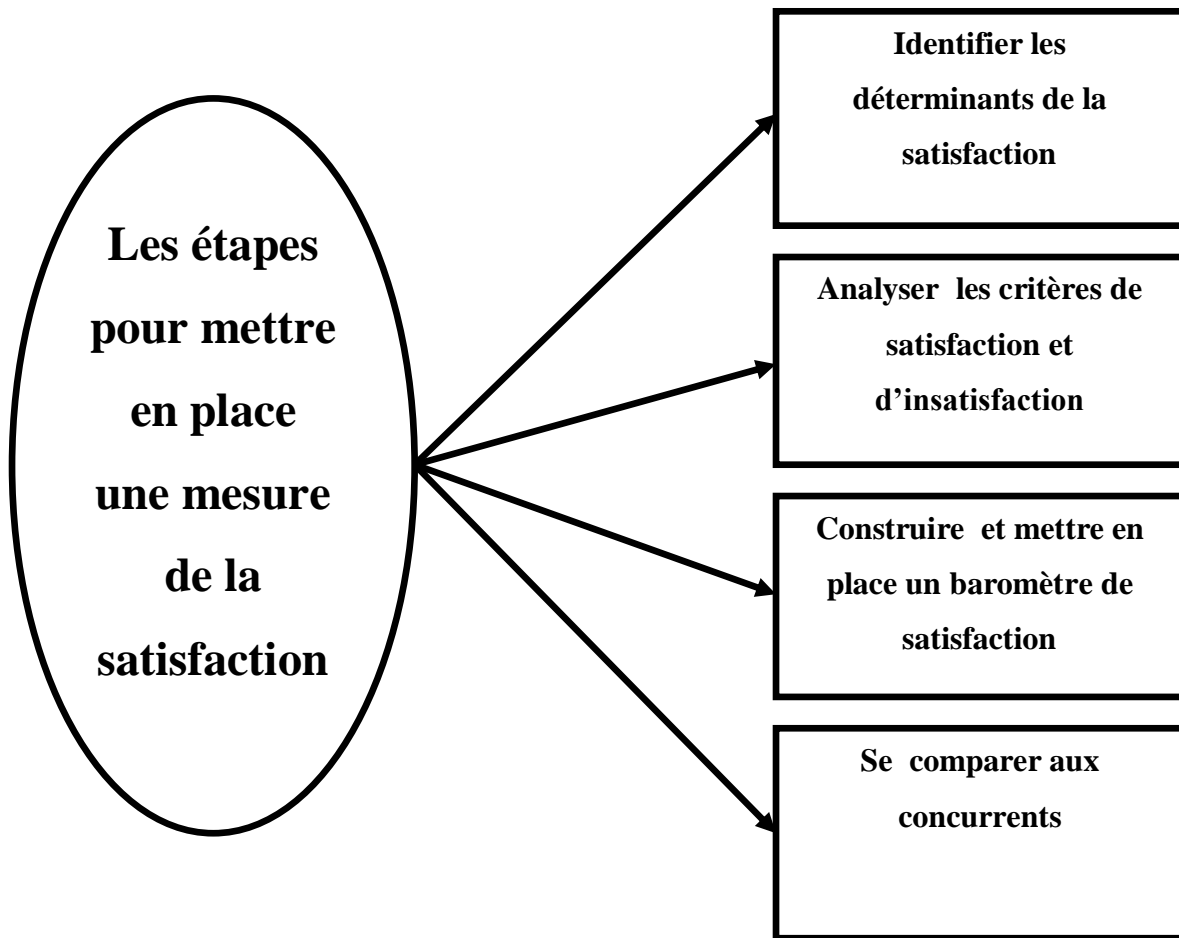 Les étapes
pour mettre
en place
une mesure
de la
satisfaction
Identifier les
déterminants de la
satisfaction
Analyser  les critères de
satisfaction et
d’insatisfaction
Construire  et mettre en
place un baromètre de
satisfaction
Se  comparer aux
concurrents